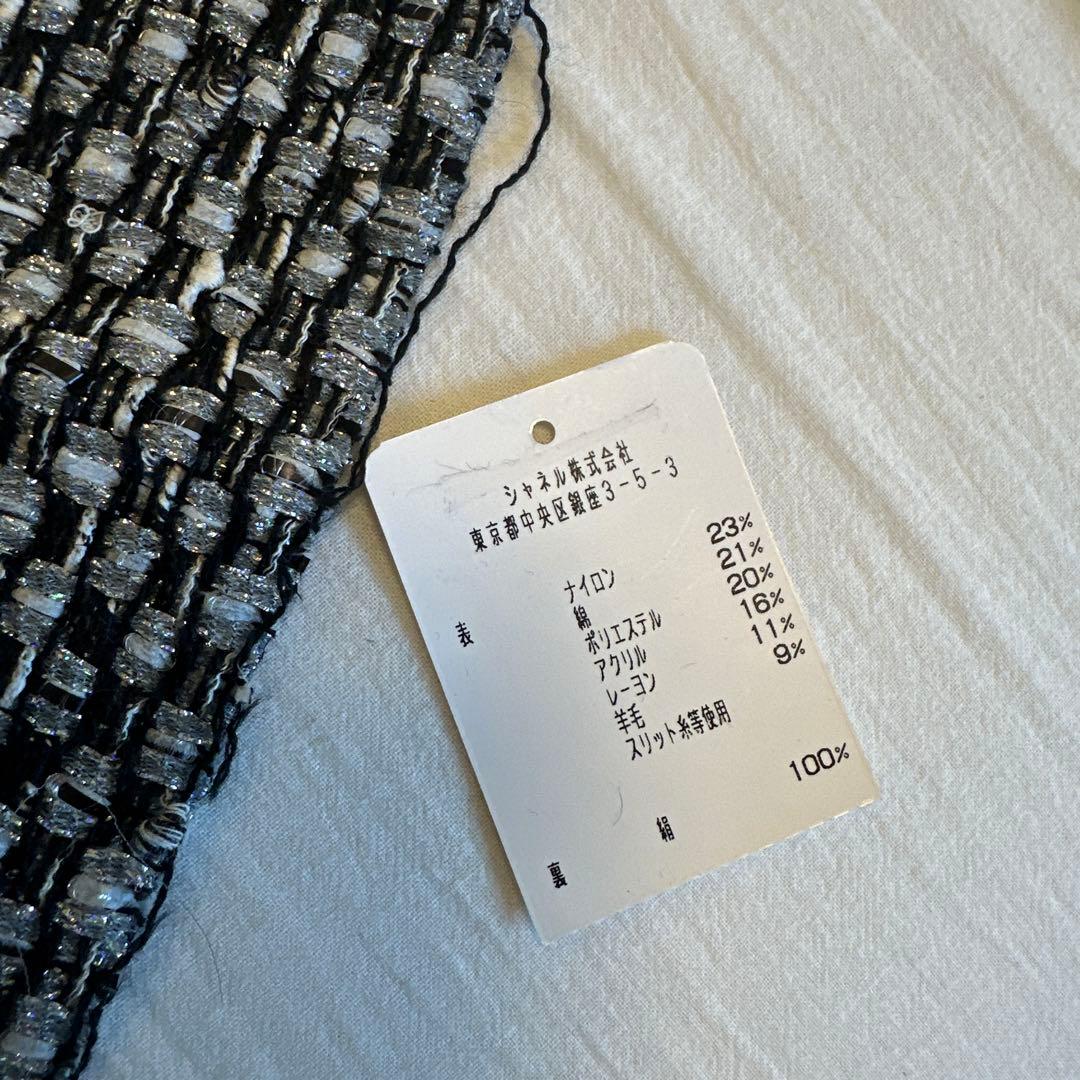 シャネル株式会社
東京都中央区銀座3-5-3
表 ナイロン 23%
綿 21%
ポリエステル 20%
アクリル 16%
レーヨン 11%
羊毛 9%
スリット糸等使用
裏 絹 100%